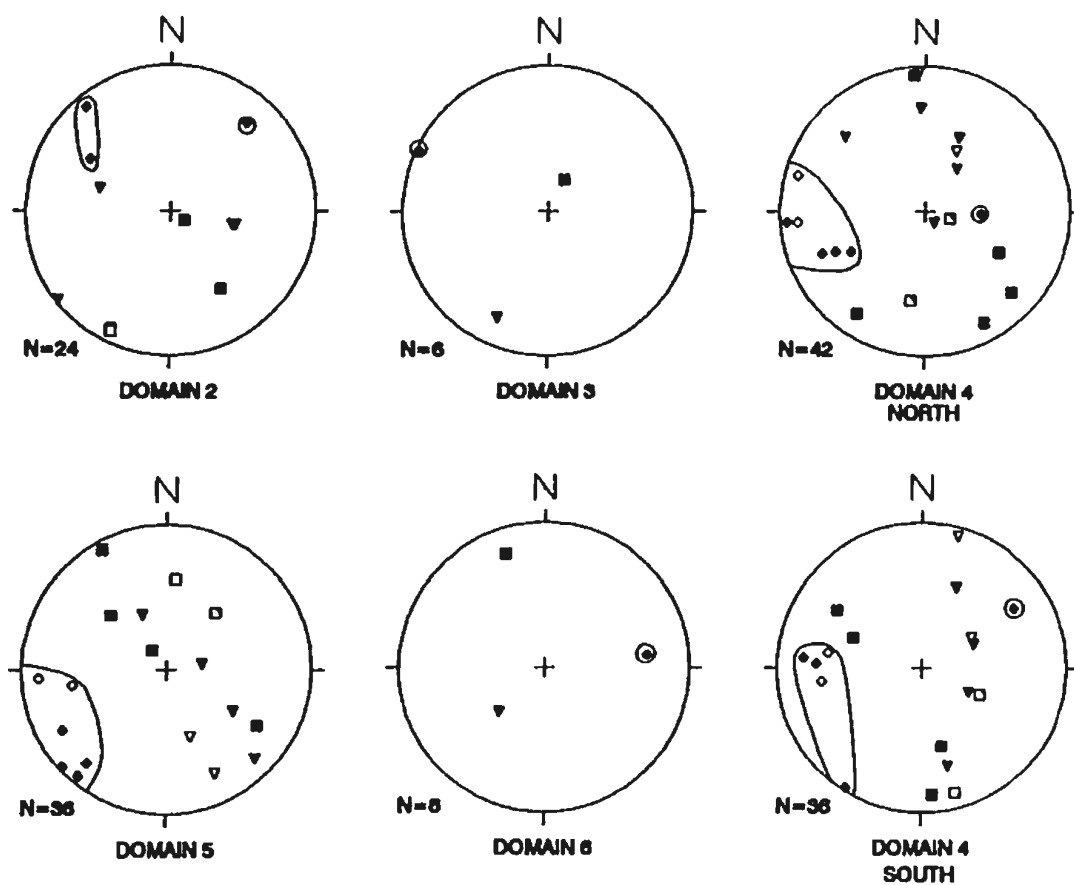 N
N
N
N=24
N=6
N=42
DOMAIN 2
DOMAIN 3
DOMAIN 4
NORTH
N
N
N
N=36
N=8
N=36
DOMAIN 5
DOMAIN 6
DOMAIN 4
SOUTH